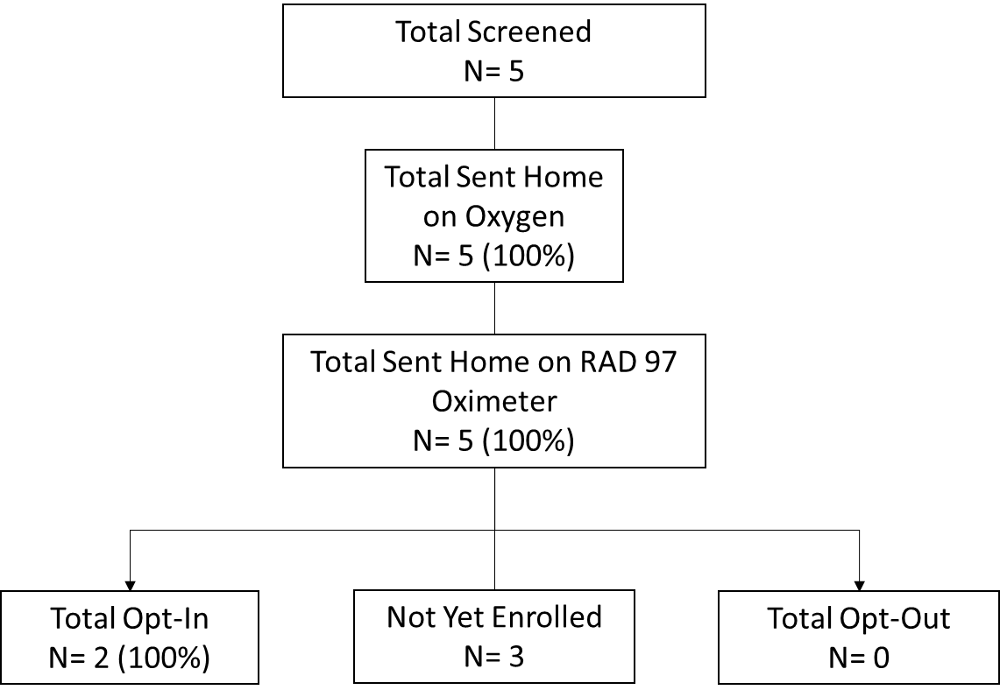 Total Screened
N= 5
Total Sent Home
on Oxygen
N= 5 (100%)
Total Sent Home on RAD 97
Oximeter
N= 5 (100%)
Total Opt-In
N= 2 (100%)
Not Yet Enrolled
N= 3
Total Opt-Out
N= 0